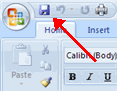 Home Insert
Calibri (Body)
Paste
B I U